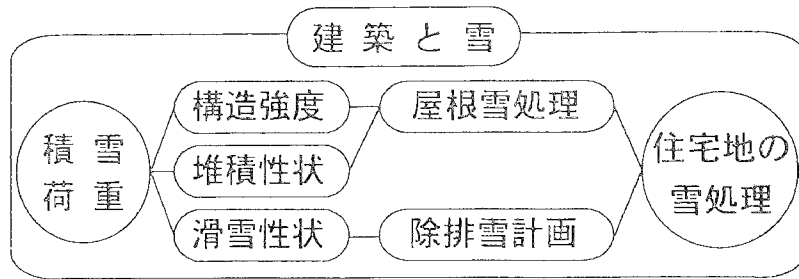 建築と雪
積雪
荷重
構造強度
堆積性状
滑雪性状
屋根雪処理
除排雪計画
住宅地の
雪処理